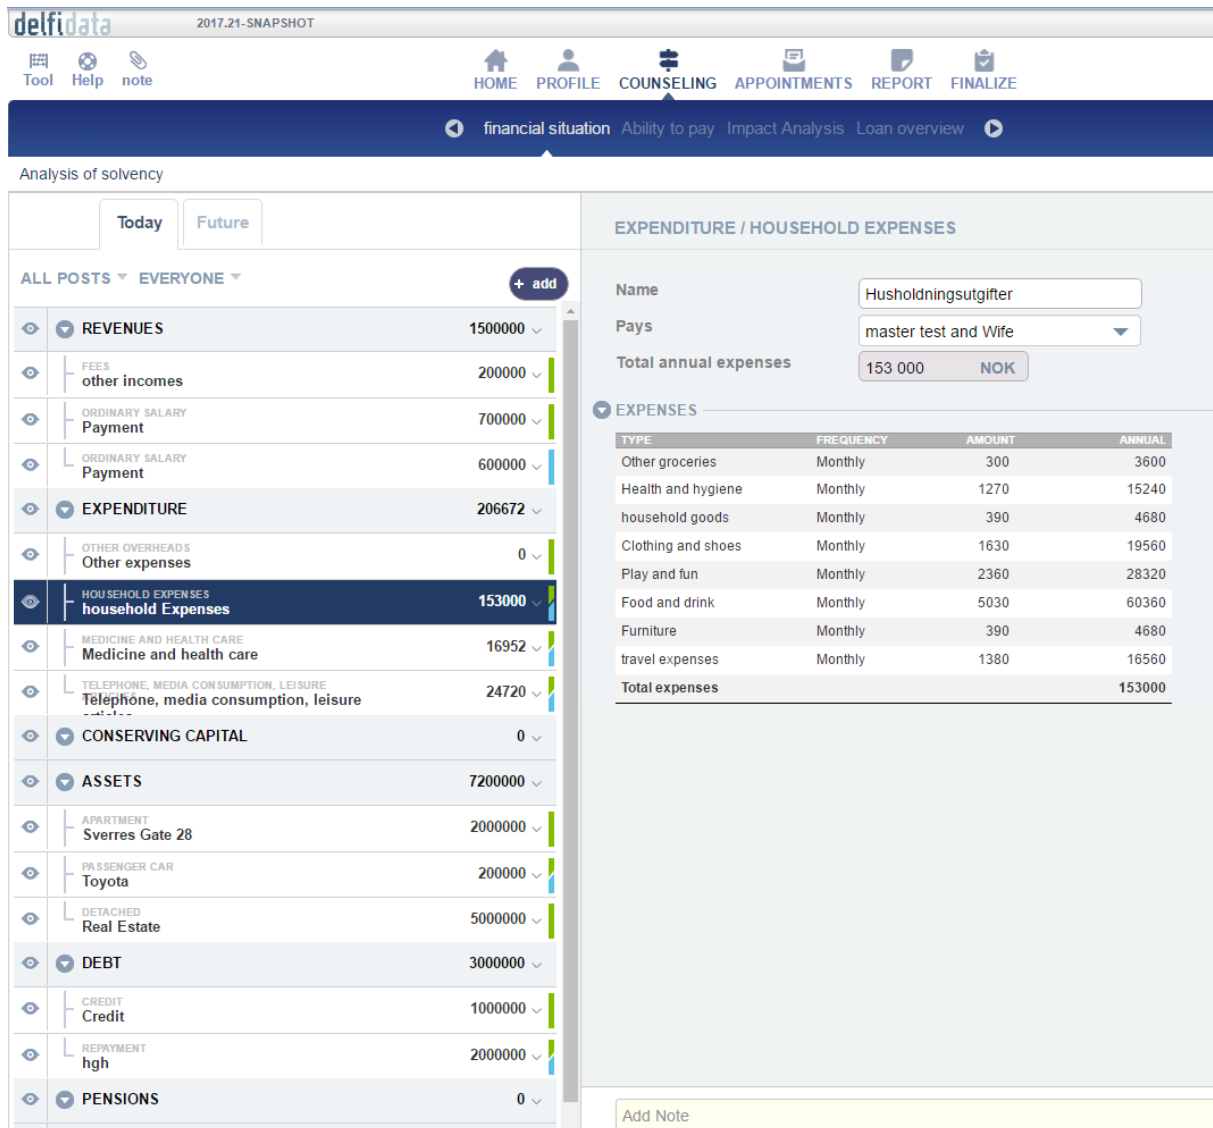 delfidata 2017.21-SNAPSHOT
Tool Help note HOME PROFILE COUNSELING APPOINTMENTS REPORT FINALIZE
financial situation Ability to pay Impact Analysis Loan overview
Analysis of solvency
Today Future
ALL POSTS EVERYONE + add
REVENUES 1500000
FEES
other incomes 200000
ORDINARY SALARY
Payment 700000
ORDINARY SALARY
Payment 600000
EXPENDITURE 206672
OTHER OVERHEADS
Other expenses 0
HOUSEHOLD EXPENSES
household Expenses 153000
MEDICINE AND HEALTH CARE
Medicine and health care 16952
TELEPHONE, MEDIA CONSUMPTION, LEISURE
ARTICLES
Telephone, media consumption, leisure 24720
articles
CONSERVING CAPITAL 0
ASSETS 7200000
APARTMENT
Sverres Gate 28 2000000
PASSENGER CAR
Toyota 200000
DETACHED
Real Estate 5000000
DEBT 3000000
CREDIT
Credit 1000000
REPAYMENT
hgh 2000000
PENSIONS 0
EXPENDITURE / HOUSEHOLD EXPENSES
Name Husholdningsutgifter
Pays master test and Wife
Total annual expenses 153 000 NOK
EXPENSES
TYPE FREQUENCY AMOUNT ANNUAL
Other groceries Monthly 300 3600
Health and hygiene Monthly 1270 15240
household goods Monthly 390 4680
Clothing and shoes Monthly 1630 19560
Play and fun Monthly 2360 28320
Food and drink Monthly 5030 60360
Furniture Monthly 390 4680
travel expenses Monthly 1380 16560
Total expenses 153000
Add Note